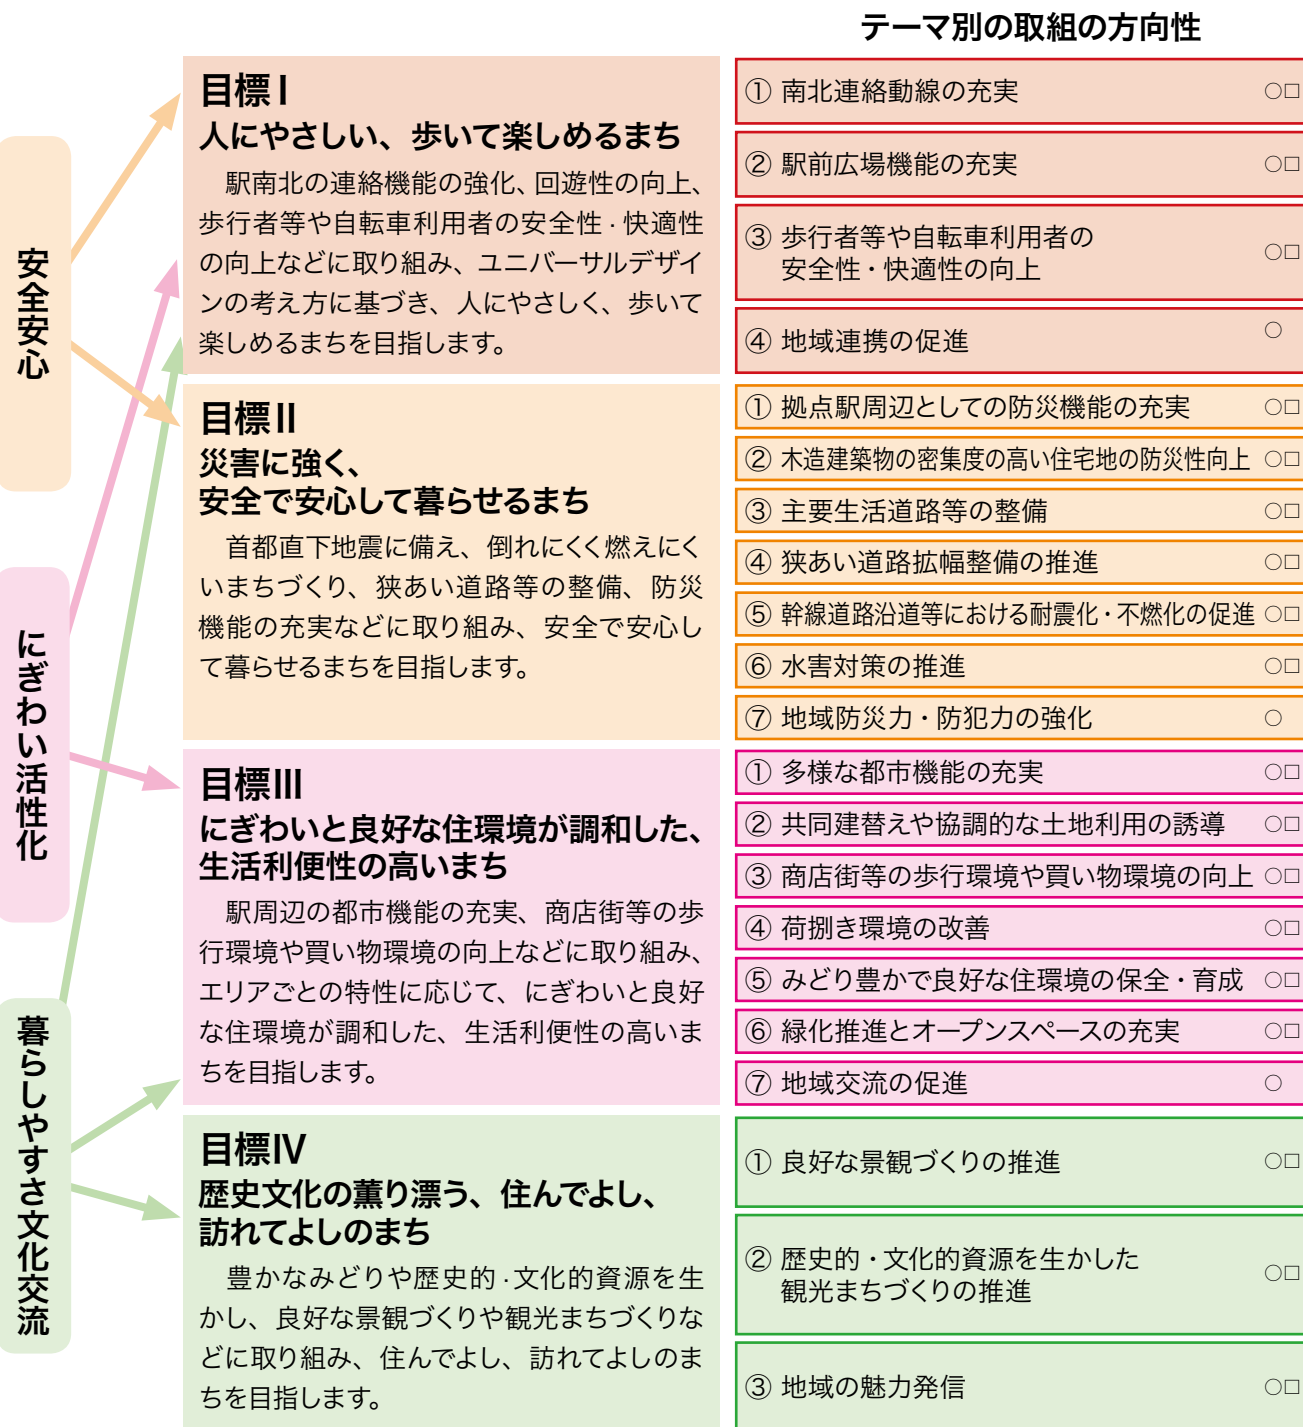 テーマ別の取組の方向性
安全安心
にぎわい活性化
暮らしやすさ文化交流
目標Ⅰ
人にやさしい、歩いて楽しめるまち
駅南北の連絡機能の強化、回遊性の向上、
歩行者等や自転車利用者の安全性・快適性
の向上などに取り組み、ユニバーサルデザイ
ンの考え方に基づき、人にやさしく、歩いて
楽しめるまちを目指します。
① 南北連絡動線の充実 ○□
② 駅前広場機能の充実 ○□
③ 歩行者等や自転車利用者の
安全性・快適性の向上 ○□
④ 地域連携の促進 ○
目標Ⅱ
災害に強く、
安全で安心して暮らせるまち
首都直下地震に備え、倒れにくく燃えにく
いまちづくり、狭あい道路等の整備、防災
機能の充実などに取り組み、安全で安心し
て暮らせるまちを目指します。
① 拠点駅周辺としての防災機能の充実 ○□
② 木造建築物の密集度の高い住宅地の防災性向上 ○□
③ 主要生活道路等の整備 ○□
④ 狭あい道路拡幅整備の推進 ○□
⑤ 幹線道路沿道等における耐震化・不燃化の促進 ○□
⑥ 水害対策の推進 ○□
⑦ 地域防災力・防犯力の強化 ○
目標Ⅲ
にぎわいと良好な住環境が調和した、
生活利便性の高いまち
駅周辺の都市機能の充実、商店街等の歩
行環境や買い物環境の向上などに取り組み、
エリアごとの特性に応じて、にぎわいと良好
な住環境が調和した、生活利便性の高いま
ちを目指します。
① 多様な都市機能の充実 ○□
② 共同建替えや協調的な土地利用の誘導 ○□
③ 商店街等の歩行環境や買い物環境の向上 ○□
④ 荷捌き環境の改善 ○□
⑤ みどり豊かで良好な住環境の保全・育成 ○□
⑥ 緑化推進とオープンスペースの充実 ○□
⑦ 地域交流の促進 ○
目標Ⅳ
歴史文化の薫り漂う、住んでよし、
訪れてよしのまち
豊かなみどりや歴史的・文化的資源を生
かし、良好な景観づくりや観光まちづくりな
どに取り組み、住んでよし、訪れてよしのま
ちを目指します。
① 良好な景観づくりの推進 ○□
② 歴史的・文化的資源を生かした
観光まちづくりの推進 ○□
③ 地域の魅力発信 ○□